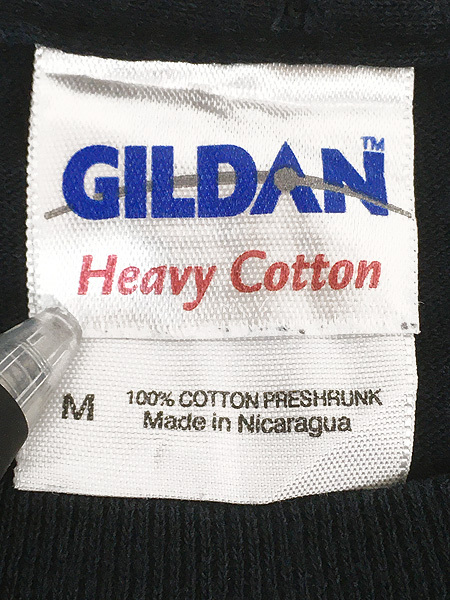 GILDAN™
Heavy Cotton
M 100% COTTON PRESHRUNK
Made in Nicaragua